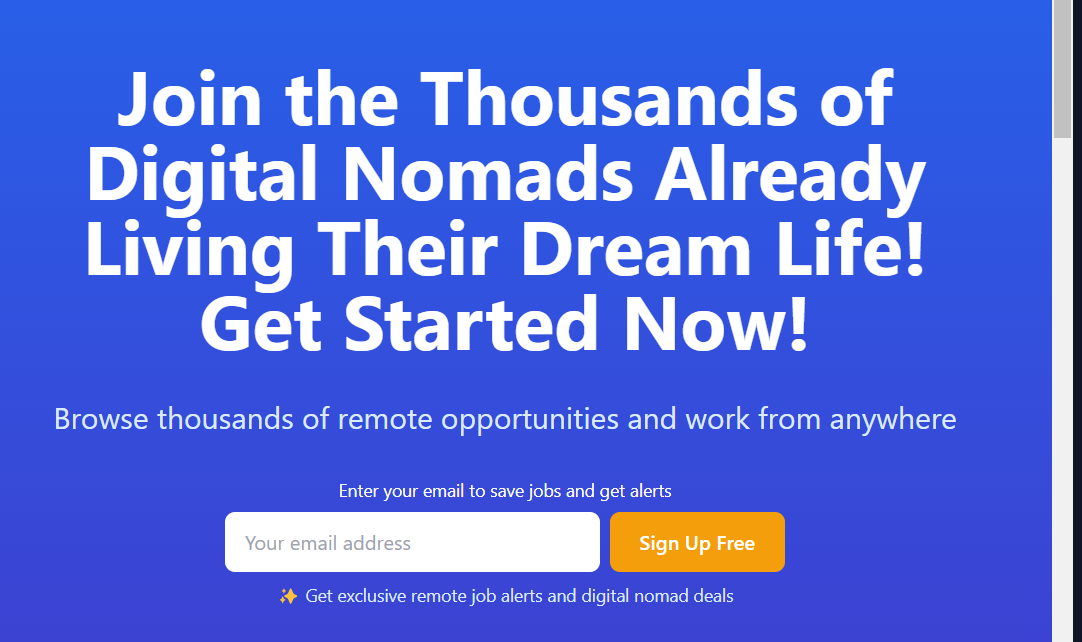 Join the Thousands of
Digital Nomads Already
Living Their Dream Life!
Get Started Now!
Browse thousands of remote opportunities and work from anywhere
Enter your email to save jobs and get alerts
Your email address
Sign Up Free
✨ Get exclusive remote job alerts and digital nomad deals